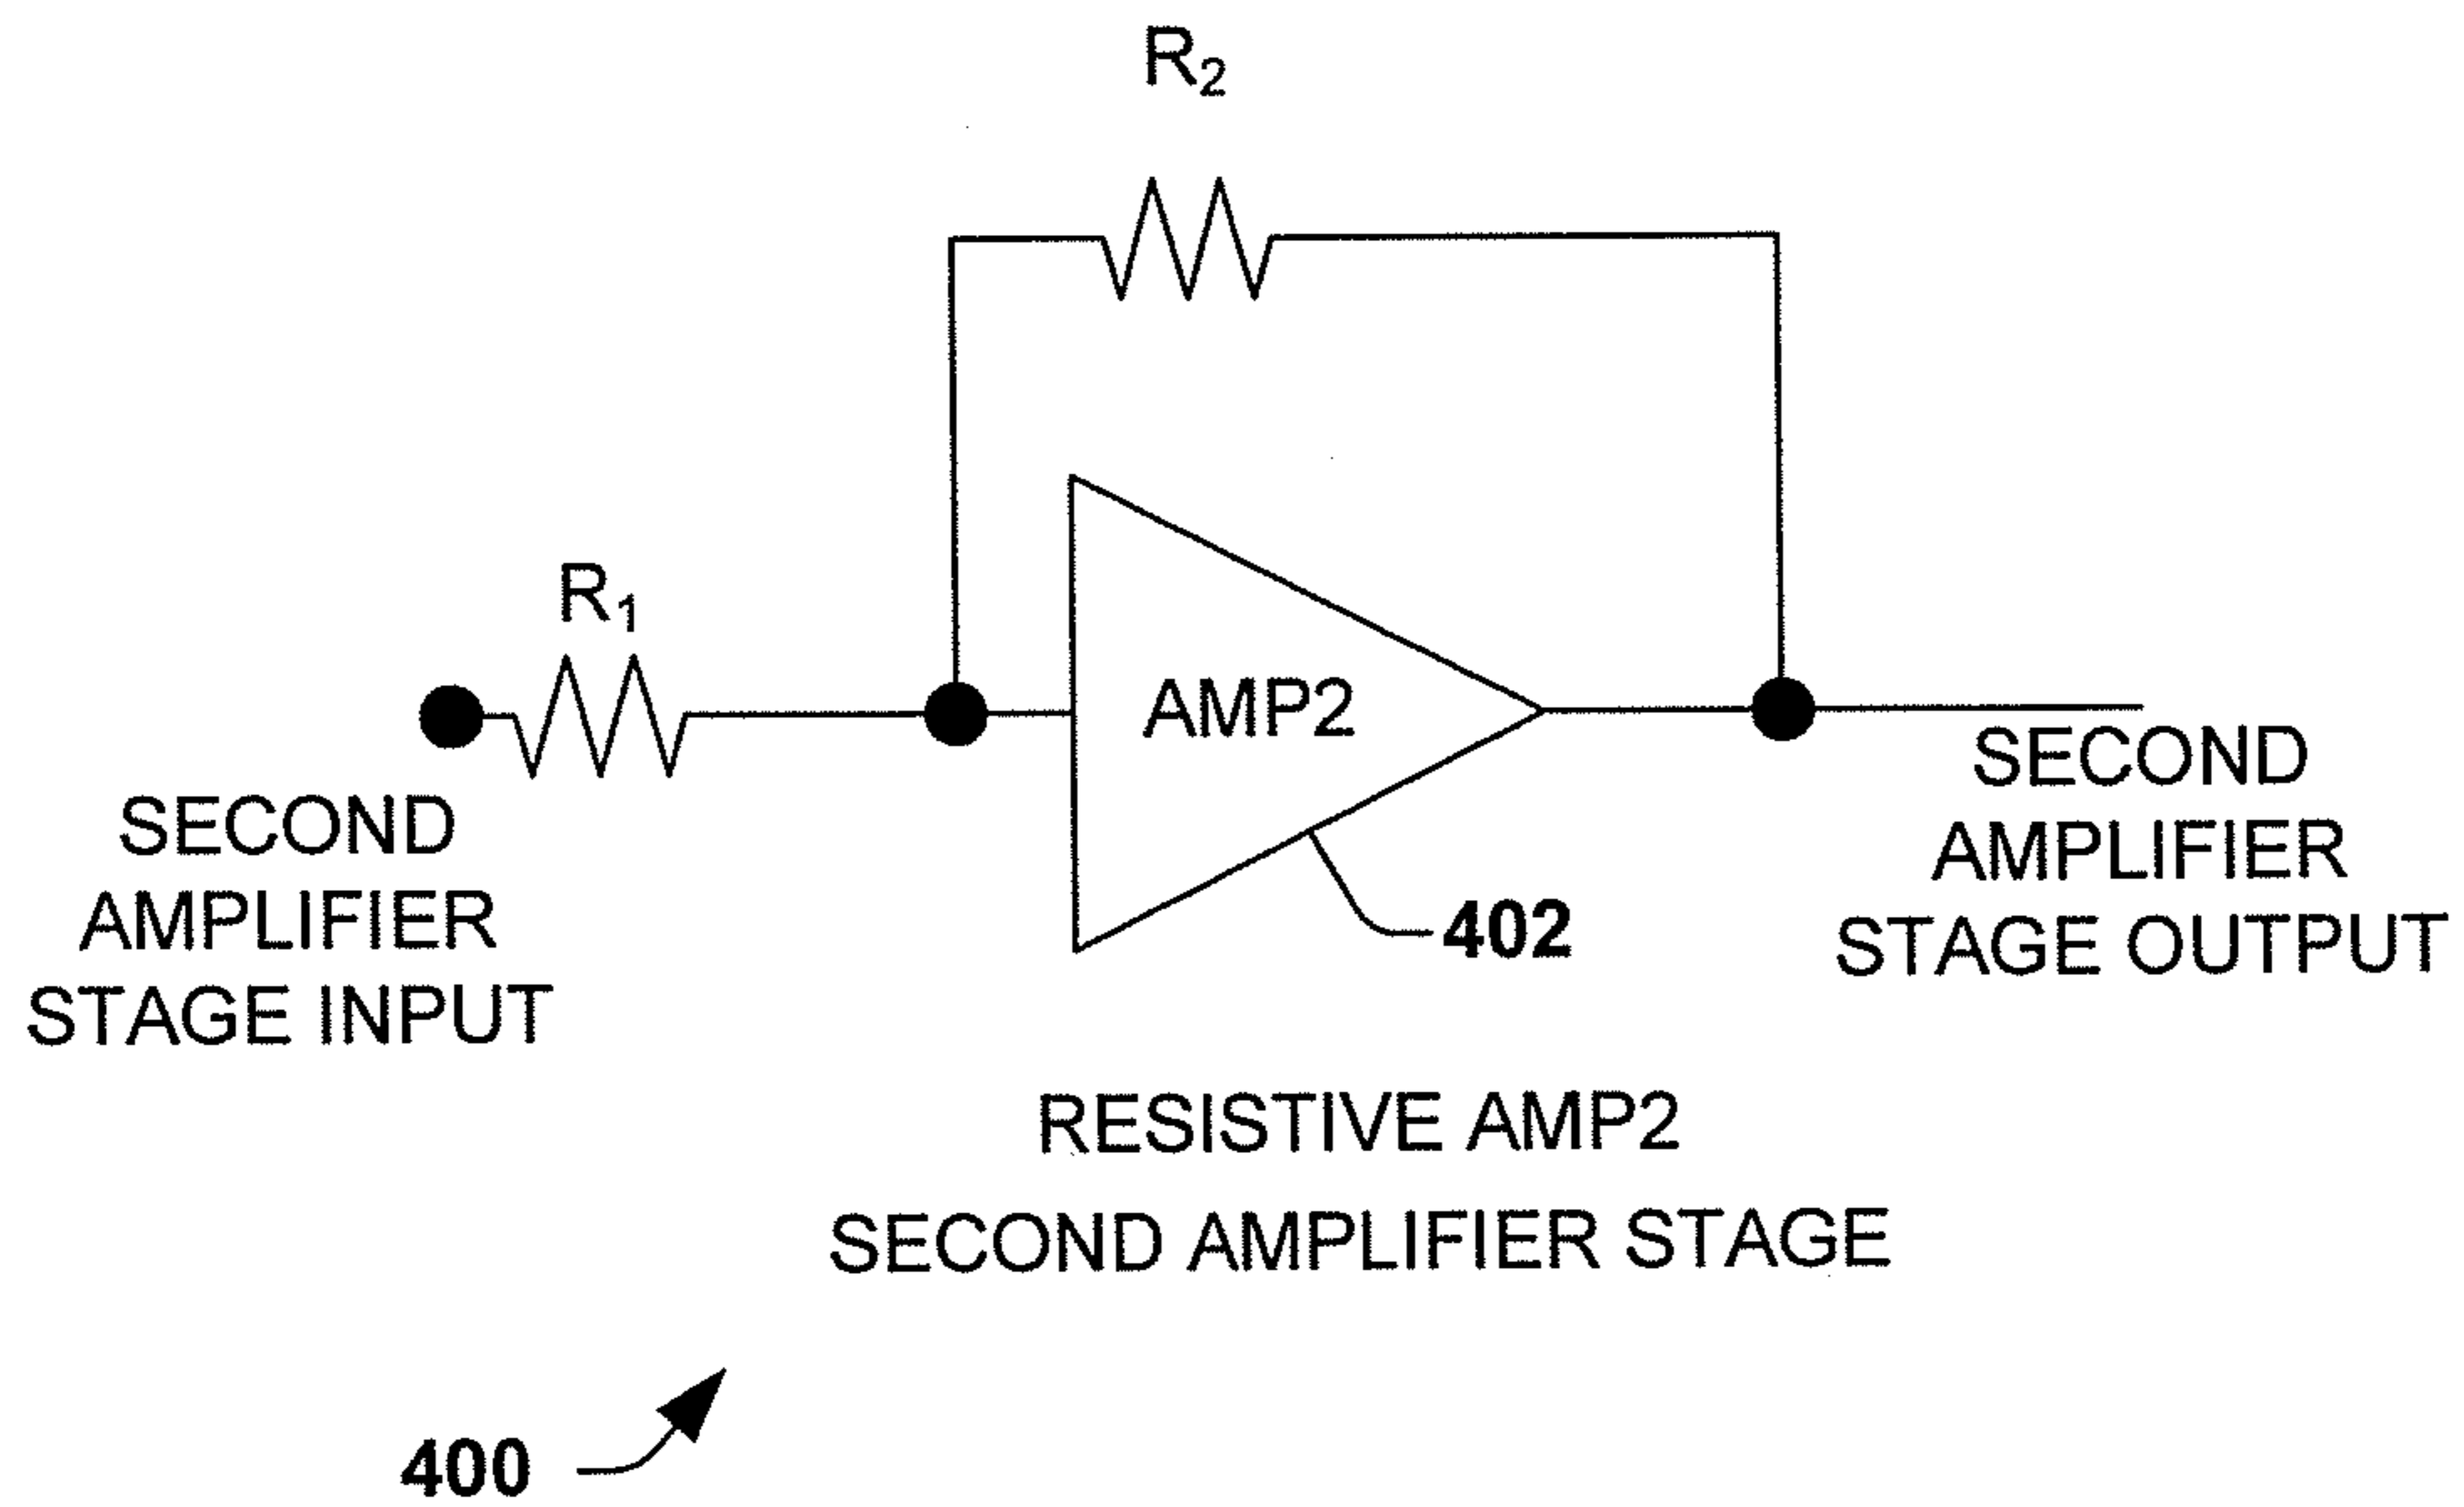 R₂
R₁
AMP2
SECOND
AMPLIFIER
STAGE INPUT
402
SECOND
AMPLIFIER
STAGE OUTPUT
RESISTIVE AMP2
SECOND AMPLIFIER STAGE
400